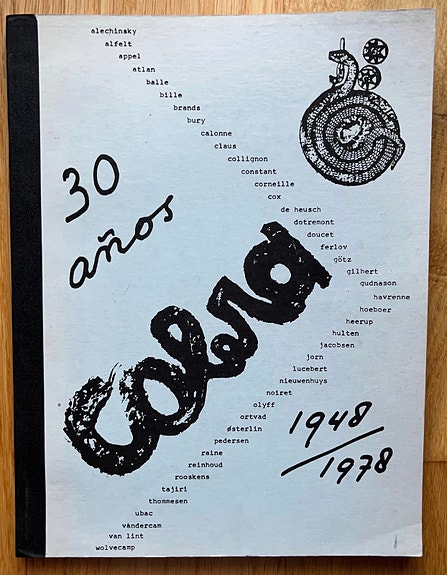 alechinsky
alfelt
appel
atlan
balle
bille
brands
bury
calonne
claus
collignon
constant
corneille
cox
de heusch
dotremont
doucet
ferlov
götz
gilbert
gudnason
havrenne
hoeboer
heerup
hulten
jacobsen
jorn
lucebert
nieuwenhuys
noiret
olyff
ortvad
østerlin
pedersen
raine
reinhoud
rooskens
tajiri
thommesen
ubac
vandercam
van lint
wolvecamp
30
años
cobra
1948
1978